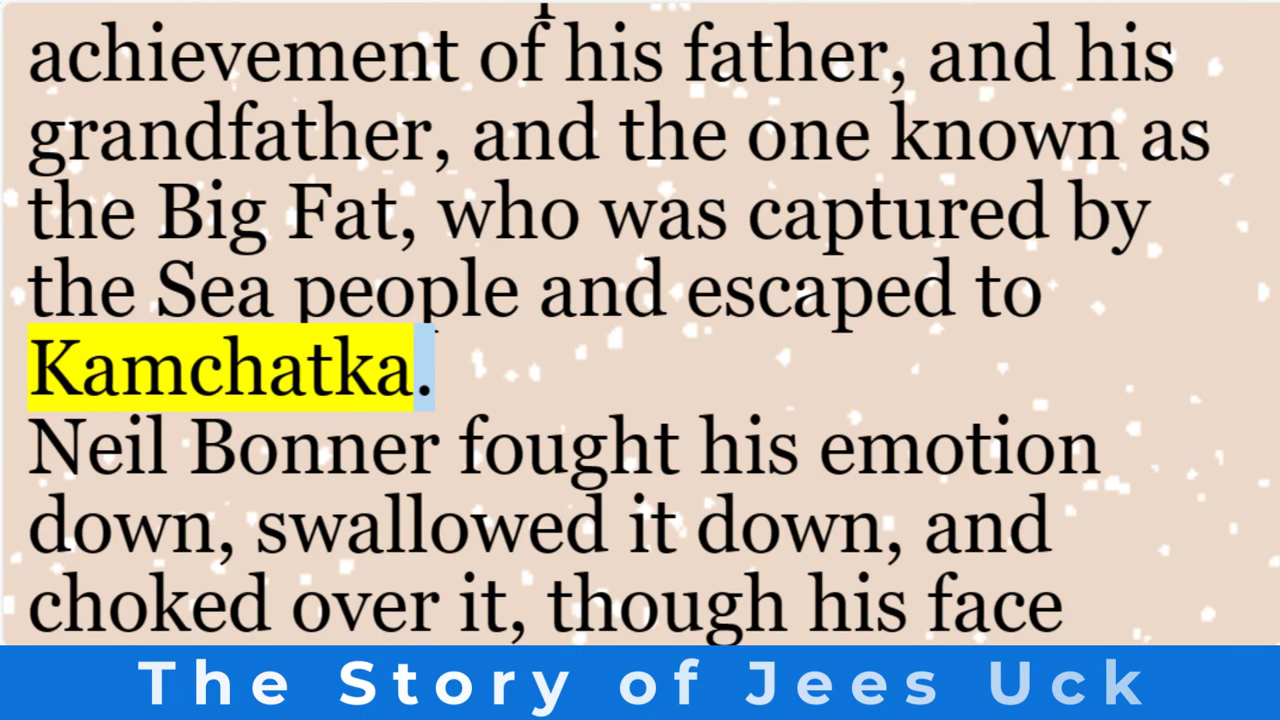 achievement of his father, and his
grandfather, and the one known as
the Big Fat, who was captured by
the Sea people and escaped to
Kamchatka.
Neil Bonner fought his emotion
down, swallowed it down, and
choked over it, though his face
The Story of Jees Uck